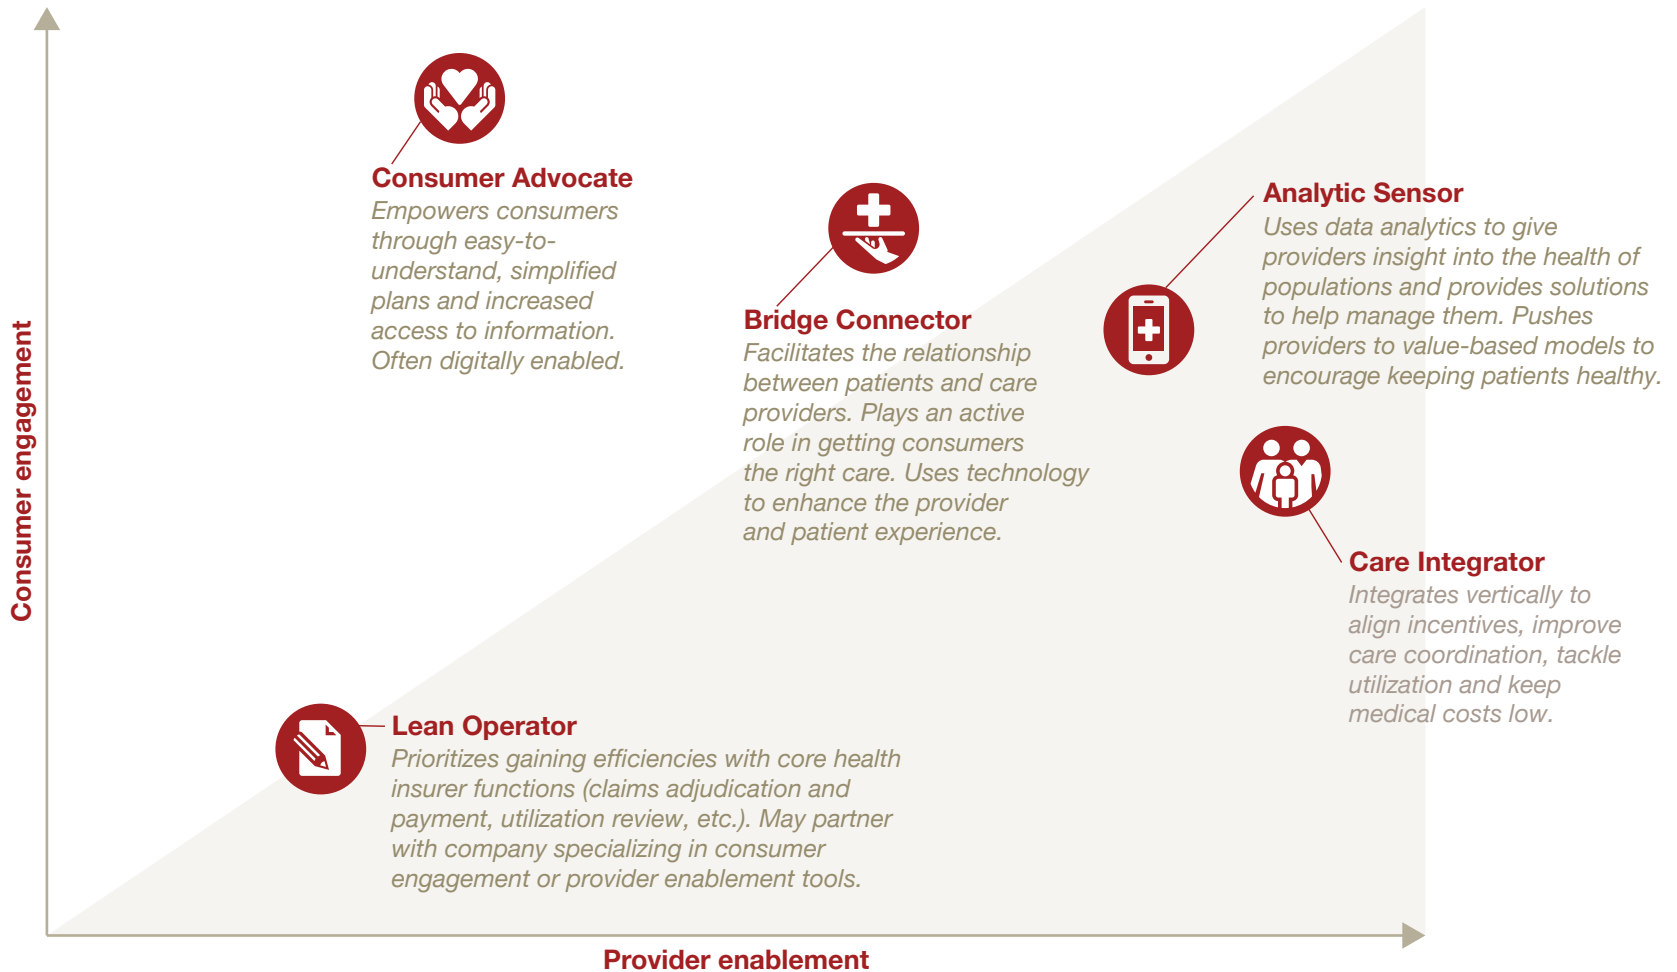 Consumer engagement
Consumer Advocate
Empowers consumers
through easy-to-
understand, simplified
plans and increased
access to information.
Often digitally enabled.
Bridge Connector
Facilitates the relationship
between patients and care
providers. Plays an active
role in getting consumers
the right care. Uses technology
to enhance the provider
and patient experience.
Analytic Sensor
Uses data analytics to give
providers insight into the health of
populations and provides solutions
to help manage them. Pushes
providers to value-based models to
encourage keeping patients healthy.
Care Integrator
Integrates vertically to
align incentives, improve
care coordination, tackle
utilization and keep
medical costs low.
Lean Operator
Prioritizes gaining efficiencies with core health
insurer functions (claims adjudication and
payment, utilization review, etc.). May partner
with company specializing in consumer
engagement or provider enablement tools.
Provider enablement